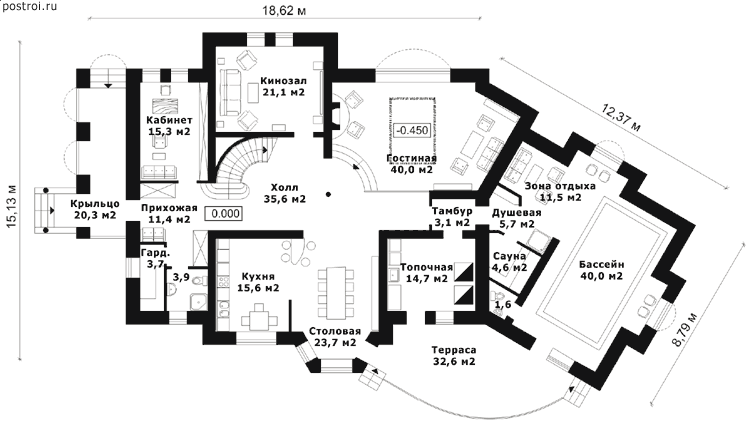 postroi.ru
18,62 м
12,37 м
15,13 м
8,79 м
Кинозал
21,1 м2
Кабинет
15,3 м2
-0.450
Гостиная
40,0 м2
Зона отдыха
11,5 м2
Холл
35,6 м2
Крыльцо
20,3 м2
Прихожая
11,4 м2
0.000
Тамбур
3,1 м2
Душевая
5,7 м2
Гард.
3,7
3,9
Кухня
15,6 м2
Топочная
14,7 м2
Сауна
4,6 м2
Бассейн
40,0 м2
1,6
Столовая
23,7 м2
Терраса
32,6 м2